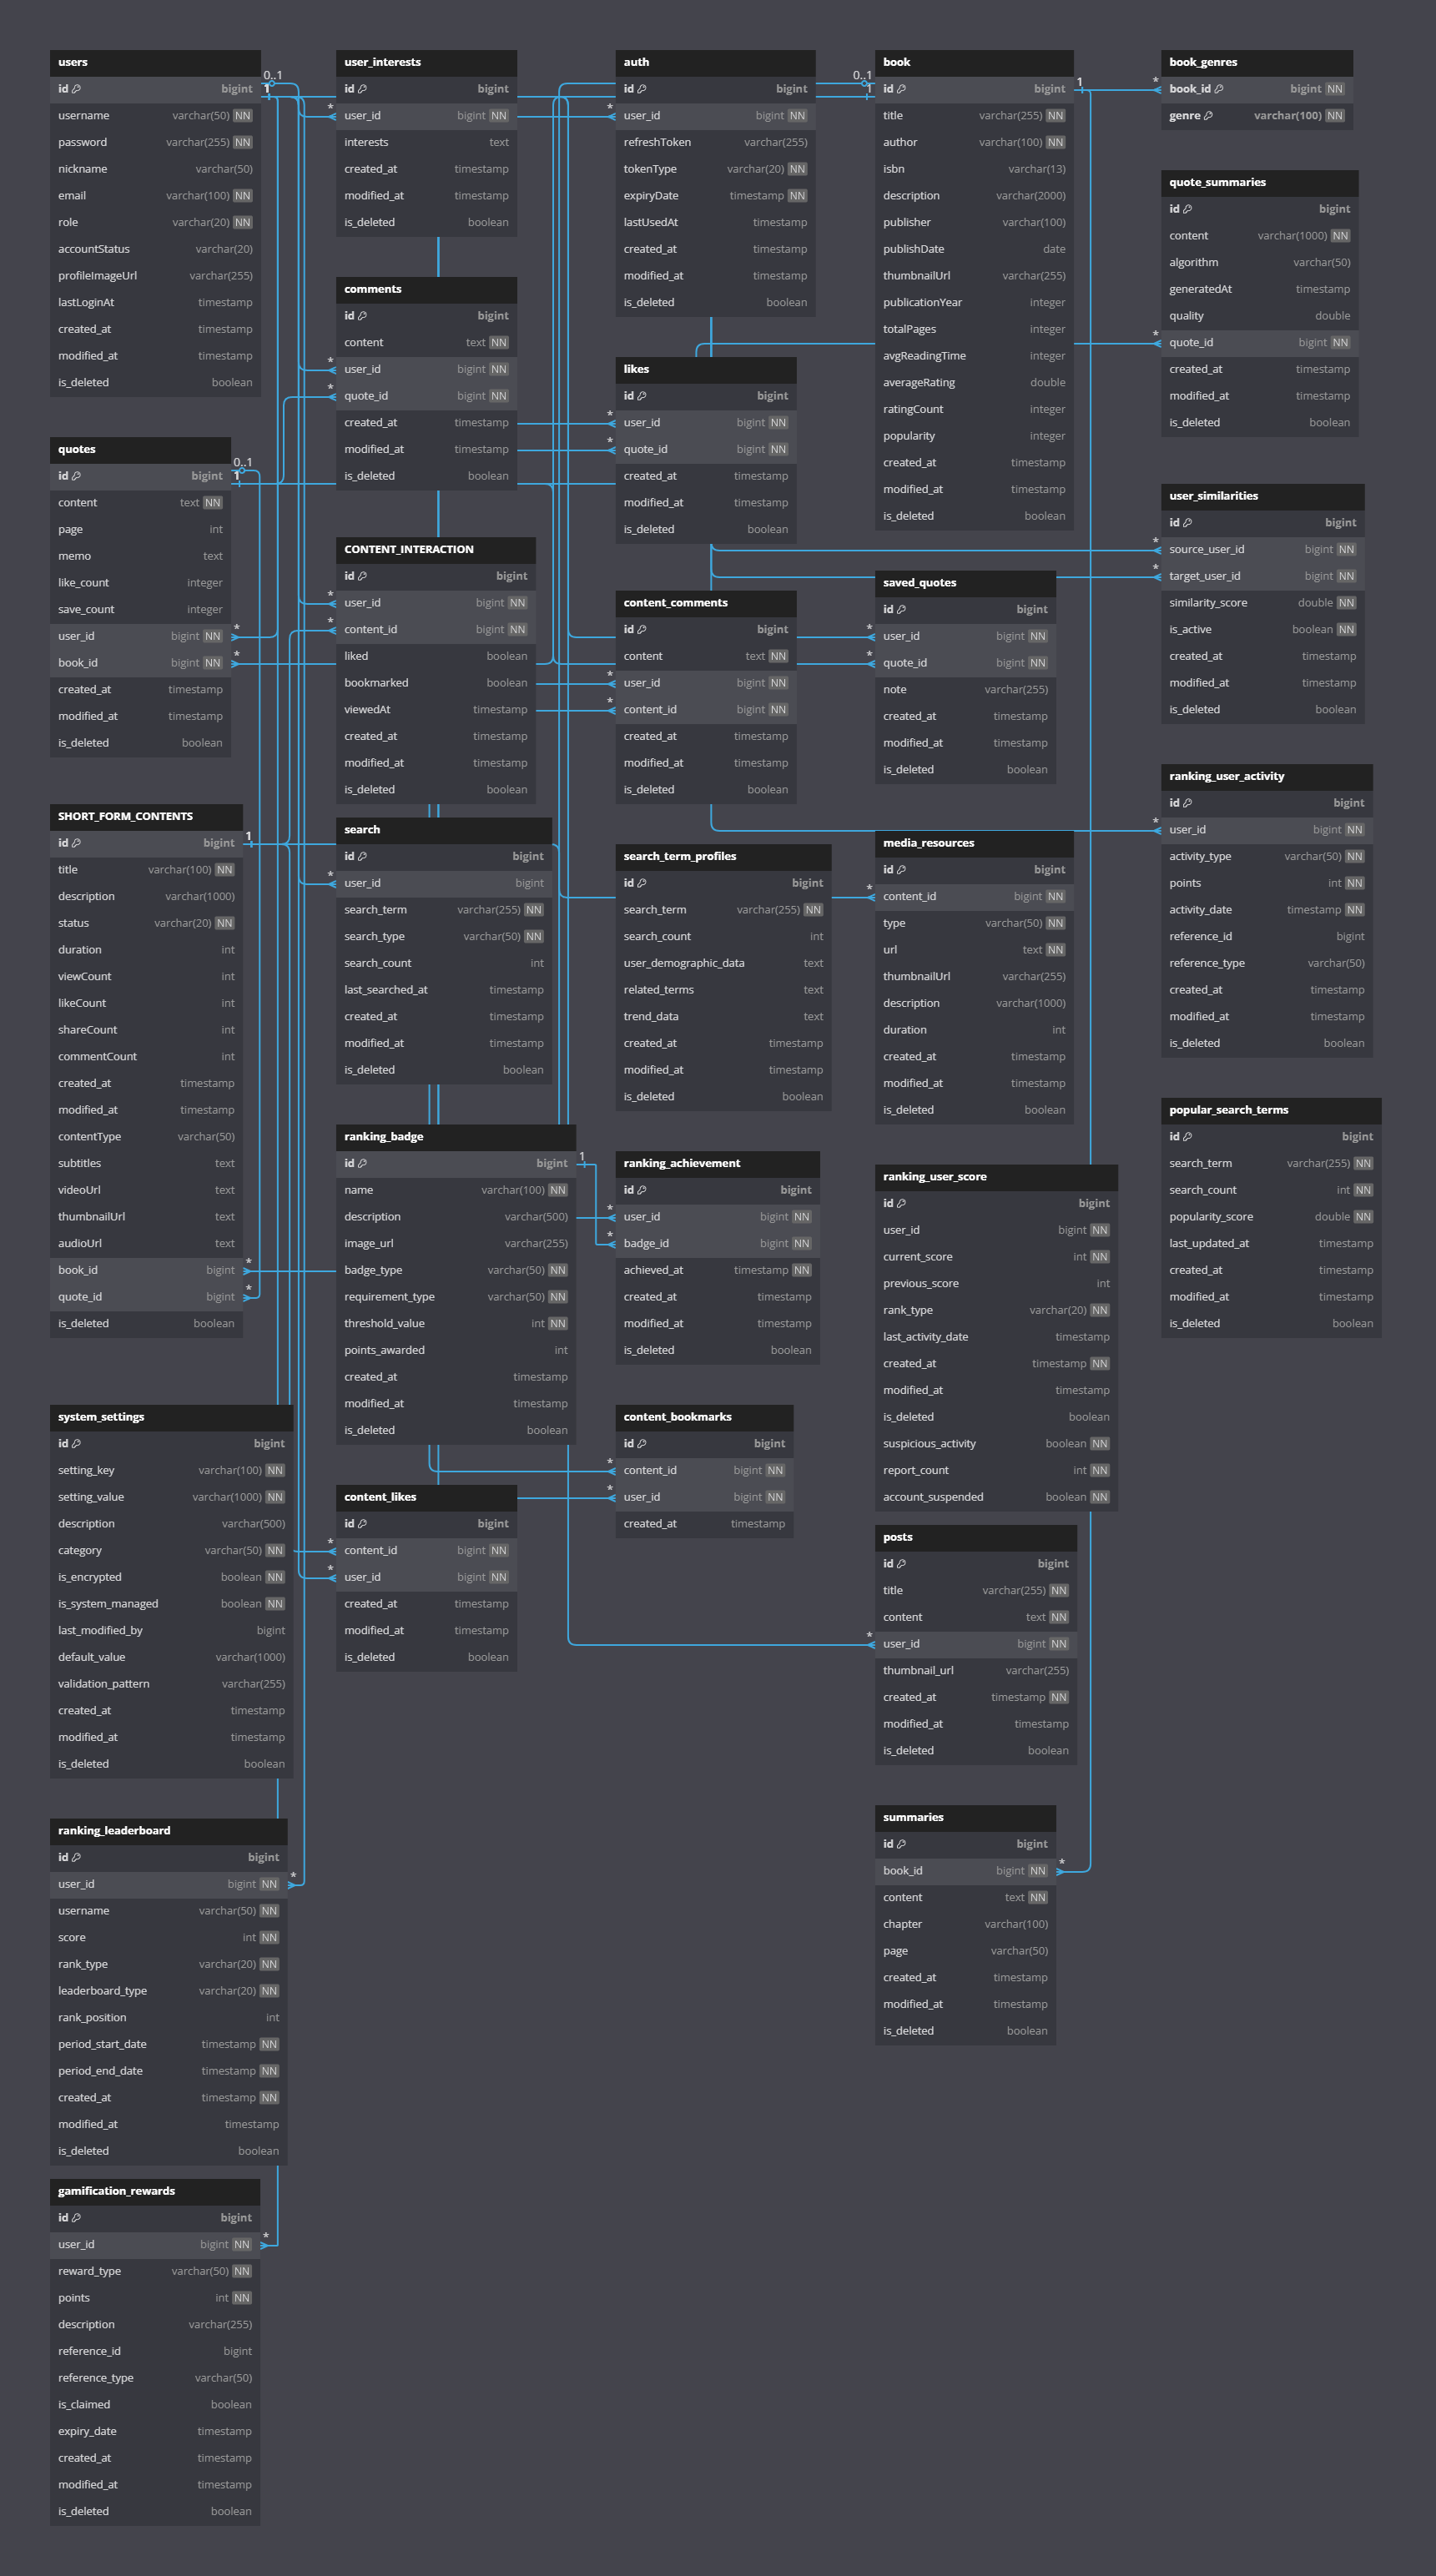 users
id bigint
username varchar(50) NN
password varchar(255) NN
nickname varchar(50)
email varchar(100) NN
role varchar(20) NN
accountStatus varchar(20)
profileImageUrl varchar(255)
lastLoginAt timestamp
created_at timestamp
modified_at timestamp
is_deleted boolean
0..1
1
quotes
id bigint
content text NN
page int
memo text
like_count integer
save_count integer
user_id bigint NN
book_id bigint NN
created_at timestamp
modified_at timestamp
is_deleted boolean
0..1
1
*
*
SHORT_FORM_CONTENTS
id bigint
title varchar(100) NN
description varchar(1000)
status varchar(20) NN
duration int
viewCount int
likeCount int
shareCount int
commentCount int
created_at timestamp
modified_at timestamp
contentType varchar(50)
subtitles text
videoUrl text
thumbnailUrl text
audioUrl text
book_id bigint
quote_id bigint
is_deleted boolean
1
*
*
system_settings
id bigint
setting_key varchar(100) NN
setting_value varchar(1000) NN
description varchar(500)
category varchar(50) NN
is_encrypted boolean NN
is_system_managed boolean NN
last_modified_by bigint
default_value varchar(1000)
validation_pattern varchar(255)
created_at timestamp
modified_at timestamp
is_deleted boolean
ranking_leaderboard
id bigint
user_id bigint NN
username varchar(50) NN
score int NN
rank_type varchar(20) NN
leaderboard_type varchar(20) NN
rank_position int
period_start_date timestamp NN
period_end_date timestamp NN
created_at timestamp NN
modified_at timestamp
is_deleted boolean
*
gamification_rewards
id bigint
user_id bigint NN
reward_type varchar(50) NN
points int NN
description varchar(255)
reference_id bigint
reference_type varchar(50)
is_claimed boolean
expiry_date timestamp
created_at timestamp
modified_at timestamp
is_deleted boolean
*
user_interests
id bigint
* user_id bigint NN
interests text
created_at timestamp
modified_at timestamp
is_deleted boolean
comments
id bigint
content text NN
* user_id bigint NN
* quote_id bigint NN
created_at timestamp
modified_at timestamp
is_deleted boolean
CONTENT_INTERACTION
id bigint
* user_id bigint NN
* content_id bigint NN
liked boolean
bookmarked boolean
viewedAt timestamp
created_at timestamp
modified_at timestamp
is_deleted boolean
search
id bigint
* user_id bigint
search_term varchar(255) NN
search_type varchar(50) NN
search_count int
last_searched_at timestamp
created_at timestamp
modified_at timestamp
is_deleted boolean
ranking_badge
id bigint 1
name varchar(100) NN
description varchar(500)
image_url varchar(255)
badge_type varchar(50) NN
requirement_type varchar(50) NN
threshold_value int NN
points_awarded int
created_at timestamp
modified_at timestamp
is_deleted boolean
content_likes
id bigint
* content_id bigint NN
* user_id bigint NN
created_at timestamp
modified_at timestamp
is_deleted boolean
auth
id bigint
* user_id bigint NN
refreshToken varchar(255)
tokenType varchar(20) NN
expiryDate timestamp NN
lastUsedAt timestamp
created_at timestamp
modified_at timestamp
is_deleted boolean
likes
id bigint
* user_id bigint NN
* quote_id bigint NN
created_at timestamp
modified_at timestamp
is_deleted boolean
content_comments
id bigint
content text NN
* user_id bigint NN
* content_id bigint NN
created_at timestamp
modified_at timestamp
is_deleted boolean
search_term_profiles
id bigint
search_term varchar(255) NN
search_count int
user_demographic_data text
related_terms text
trend_data text
created_at timestamp
modified_at timestamp
is_deleted boolean
ranking_achievement
id bigint
* user_id bigint NN
* badge_id bigint NN
achieved_at timestamp NN
created_at timestamp
modified_at timestamp
is_deleted boolean
content_bookmarks
id bigint
* content_id bigint NN
* user_id bigint NN
created_at timestamp
0..1
1
book
id bigint 1
title varchar(255) NN
author varchar(100) NN
isbn varchar(13)
description varchar(2000)
publisher varchar(100)
publishDate date
thumbnailUrl varchar(255)
publicationYear integer
totalPages integer
avgReadingTime integer
averageRating double
ratingCount integer
popularity integer
created_at timestamp
modified_at timestamp
is_deleted boolean
saved_quotes
id bigint
* user_id bigint NN
* quote_id bigint NN
note varchar(255)
created_at timestamp
modified_at timestamp
is_deleted boolean
media_resources
id bigint
* content_id bigint NN
type varchar(50) NN
url text NN
thumbnailUrl varchar(255)
description varchar(1000)
duration int
created_at timestamp
modified_at timestamp
is_deleted boolean
ranking_user_score
id bigint
user_id bigint NN
current_score int NN
previous_score int
rank_type varchar(20) NN
last_activity_date timestamp
created_at timestamp NN
modified_at timestamp
is_deleted boolean
suspicious_activity boolean NN
report_count int NN
account_suspended boolean NN
posts
id bigint
title varchar(255) NN
content text NN
* user_id bigint NN
thumbnail_url varchar(255)
created_at timestamp NN
modified_at timestamp
is_deleted boolean
summaries
id bigint
book_id bigint NN *
content text NN
chapter varchar(100)
page varchar(50)
created_at timestamp
modified_at timestamp
is_deleted boolean
book_genres
* book_id bigint NN
genre varchar(100) NN
quote_summaries
id bigint
content varchar(1000) NN
algorithm varchar(50)
generatedAt timestamp
quality double
* quote_id bigint NN
created_at timestamp
modified_at timestamp
is_deleted boolean
user_similarities
id bigint
* source_user_id bigint NN
* target_user_id bigint NN
similarity_score double NN
is_active boolean NN
created_at timestamp
modified_at timestamp
is_deleted boolean
ranking_user_activity
id bigint
* user_id bigint NN
activity_type varchar(50) NN
points int NN
activity_date timestamp NN
reference_id bigint
reference_type varchar(50)
created_at timestamp
modified_at timestamp
is_deleted boolean
popular_search_terms
id bigint
search_term varchar(255) NN
search_count int NN
popularity_score double NN
last_updated_at timestamp
created_at timestamp
modified_at timestamp
is_deleted boolean